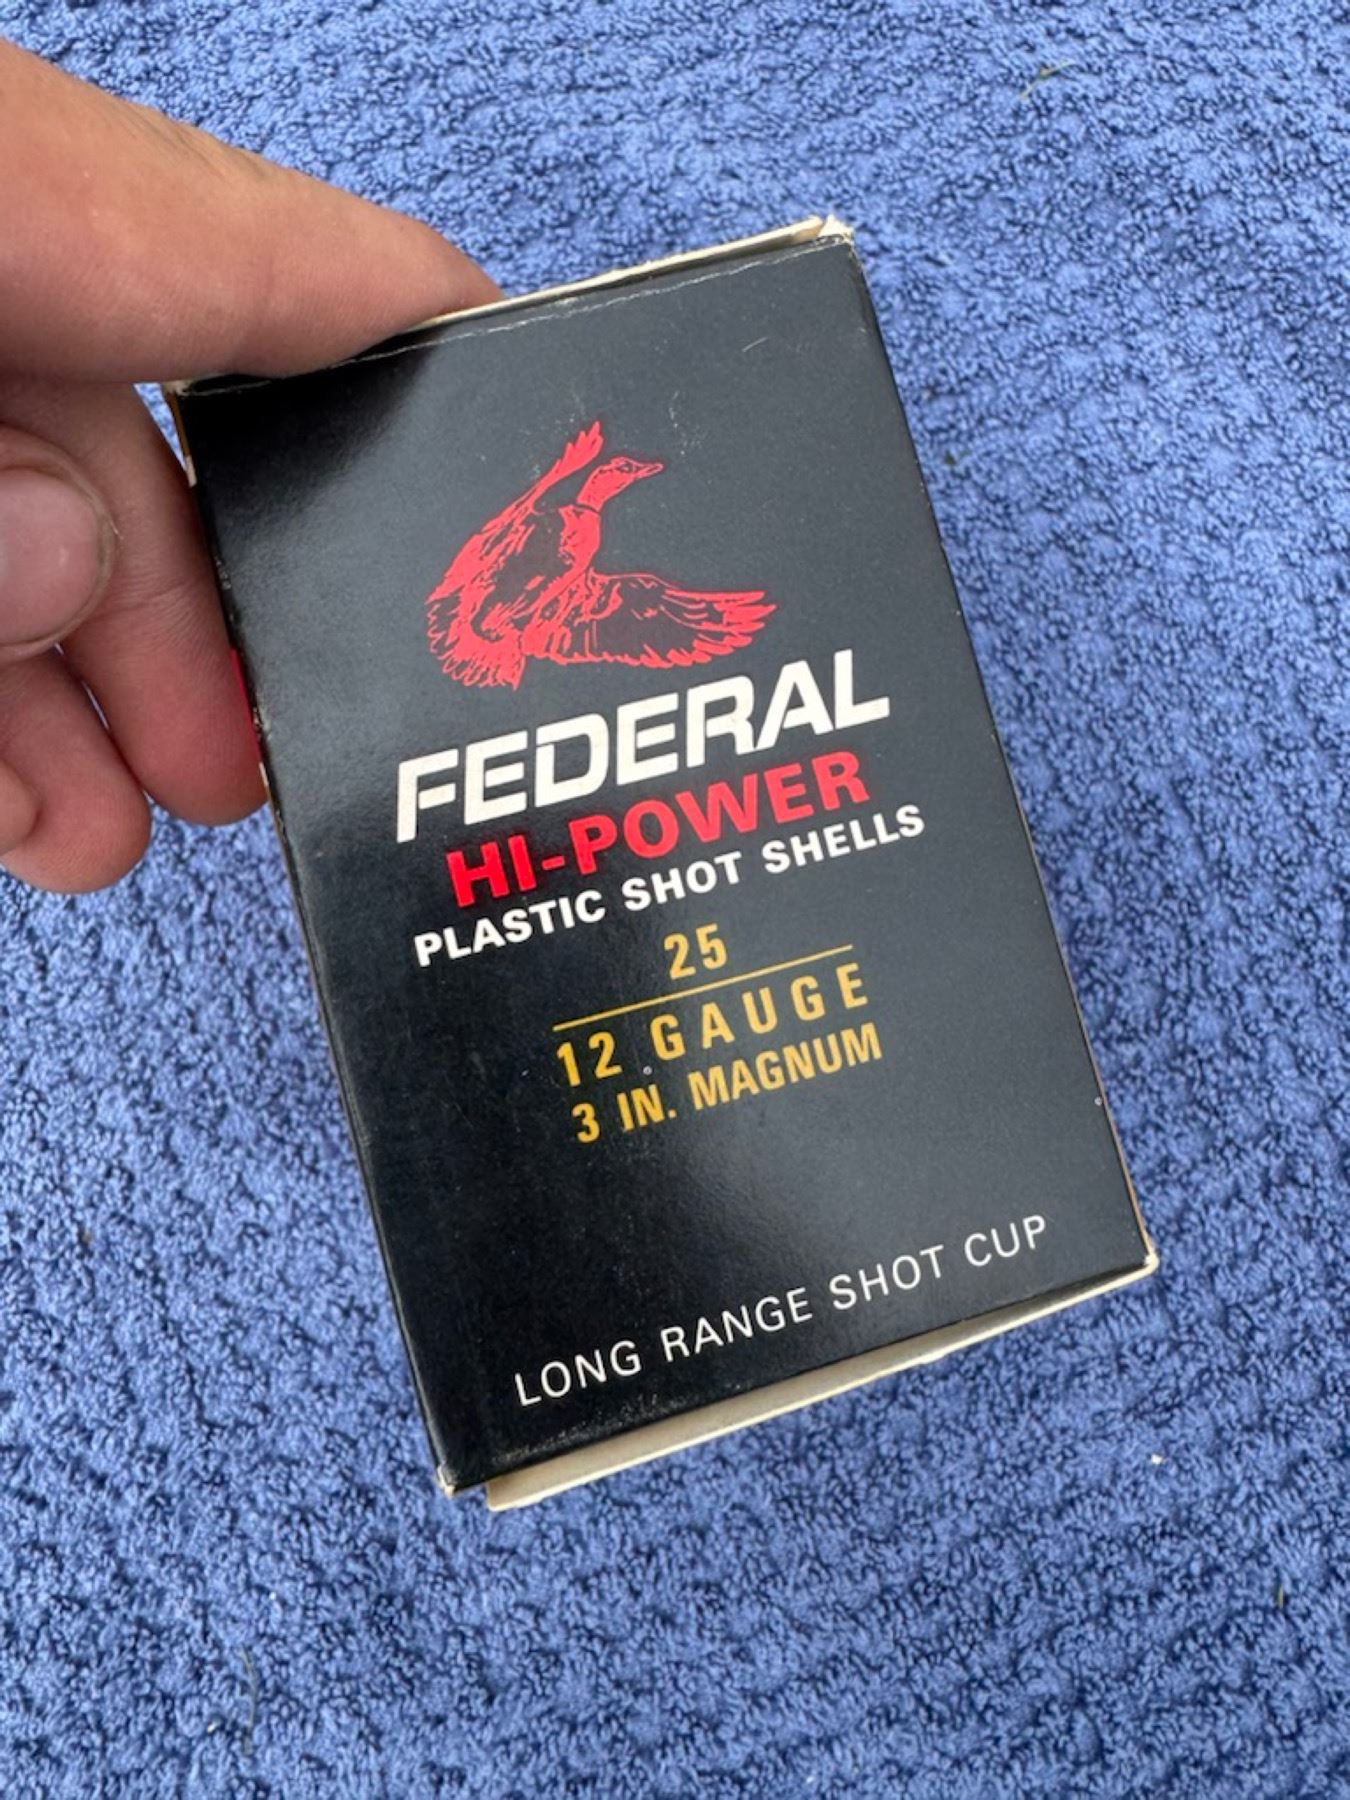 FEDERAL
HI-POWER
PLASTIC SHOT SHELLS
25
12 GAUGE
3 IN. MAGNUM
LONG RANGE SHOT CUP